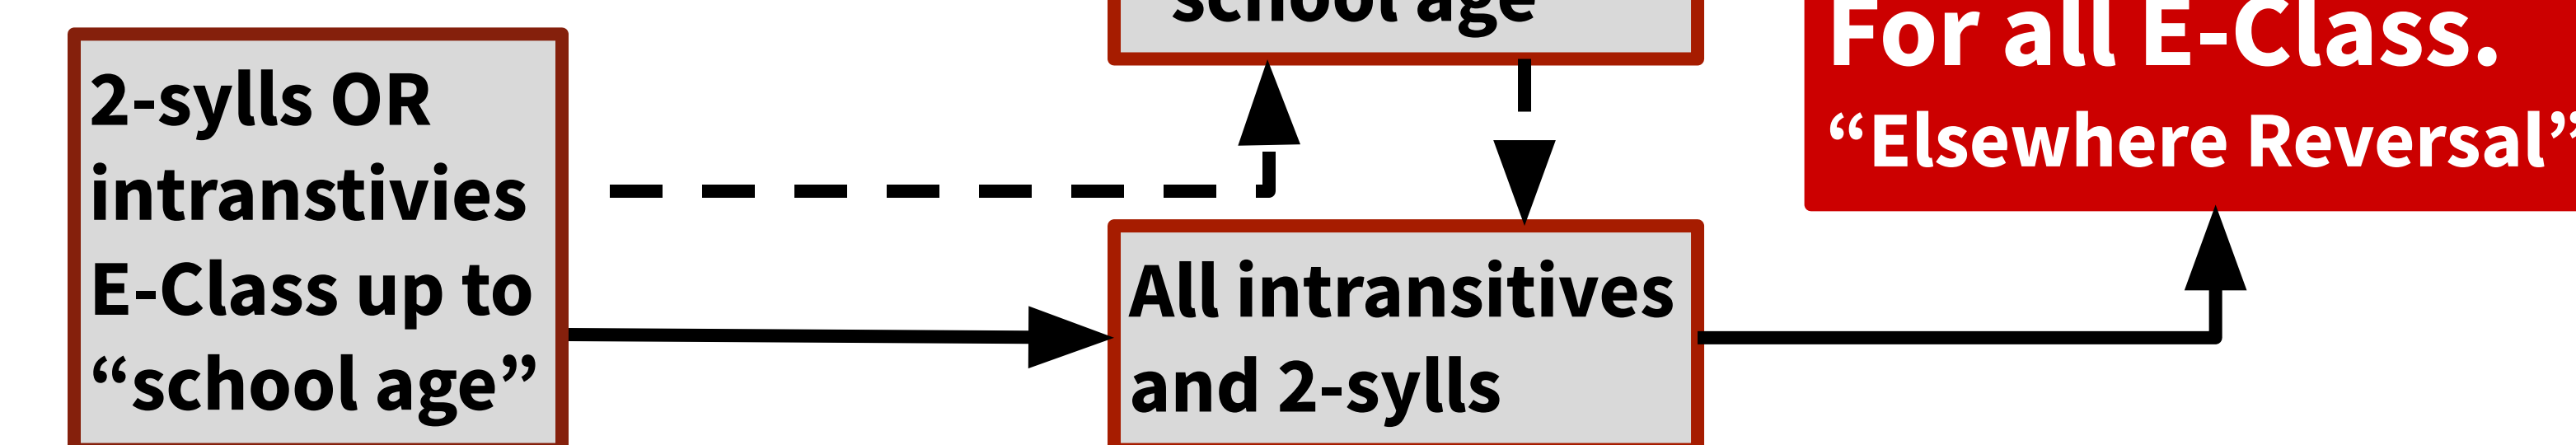 2-sylls OR
intranstivies
E-Class up to
“school age”
school age
All intransitives
and 2-sylls
For all E-Class.
“Elsewhere Reversal”